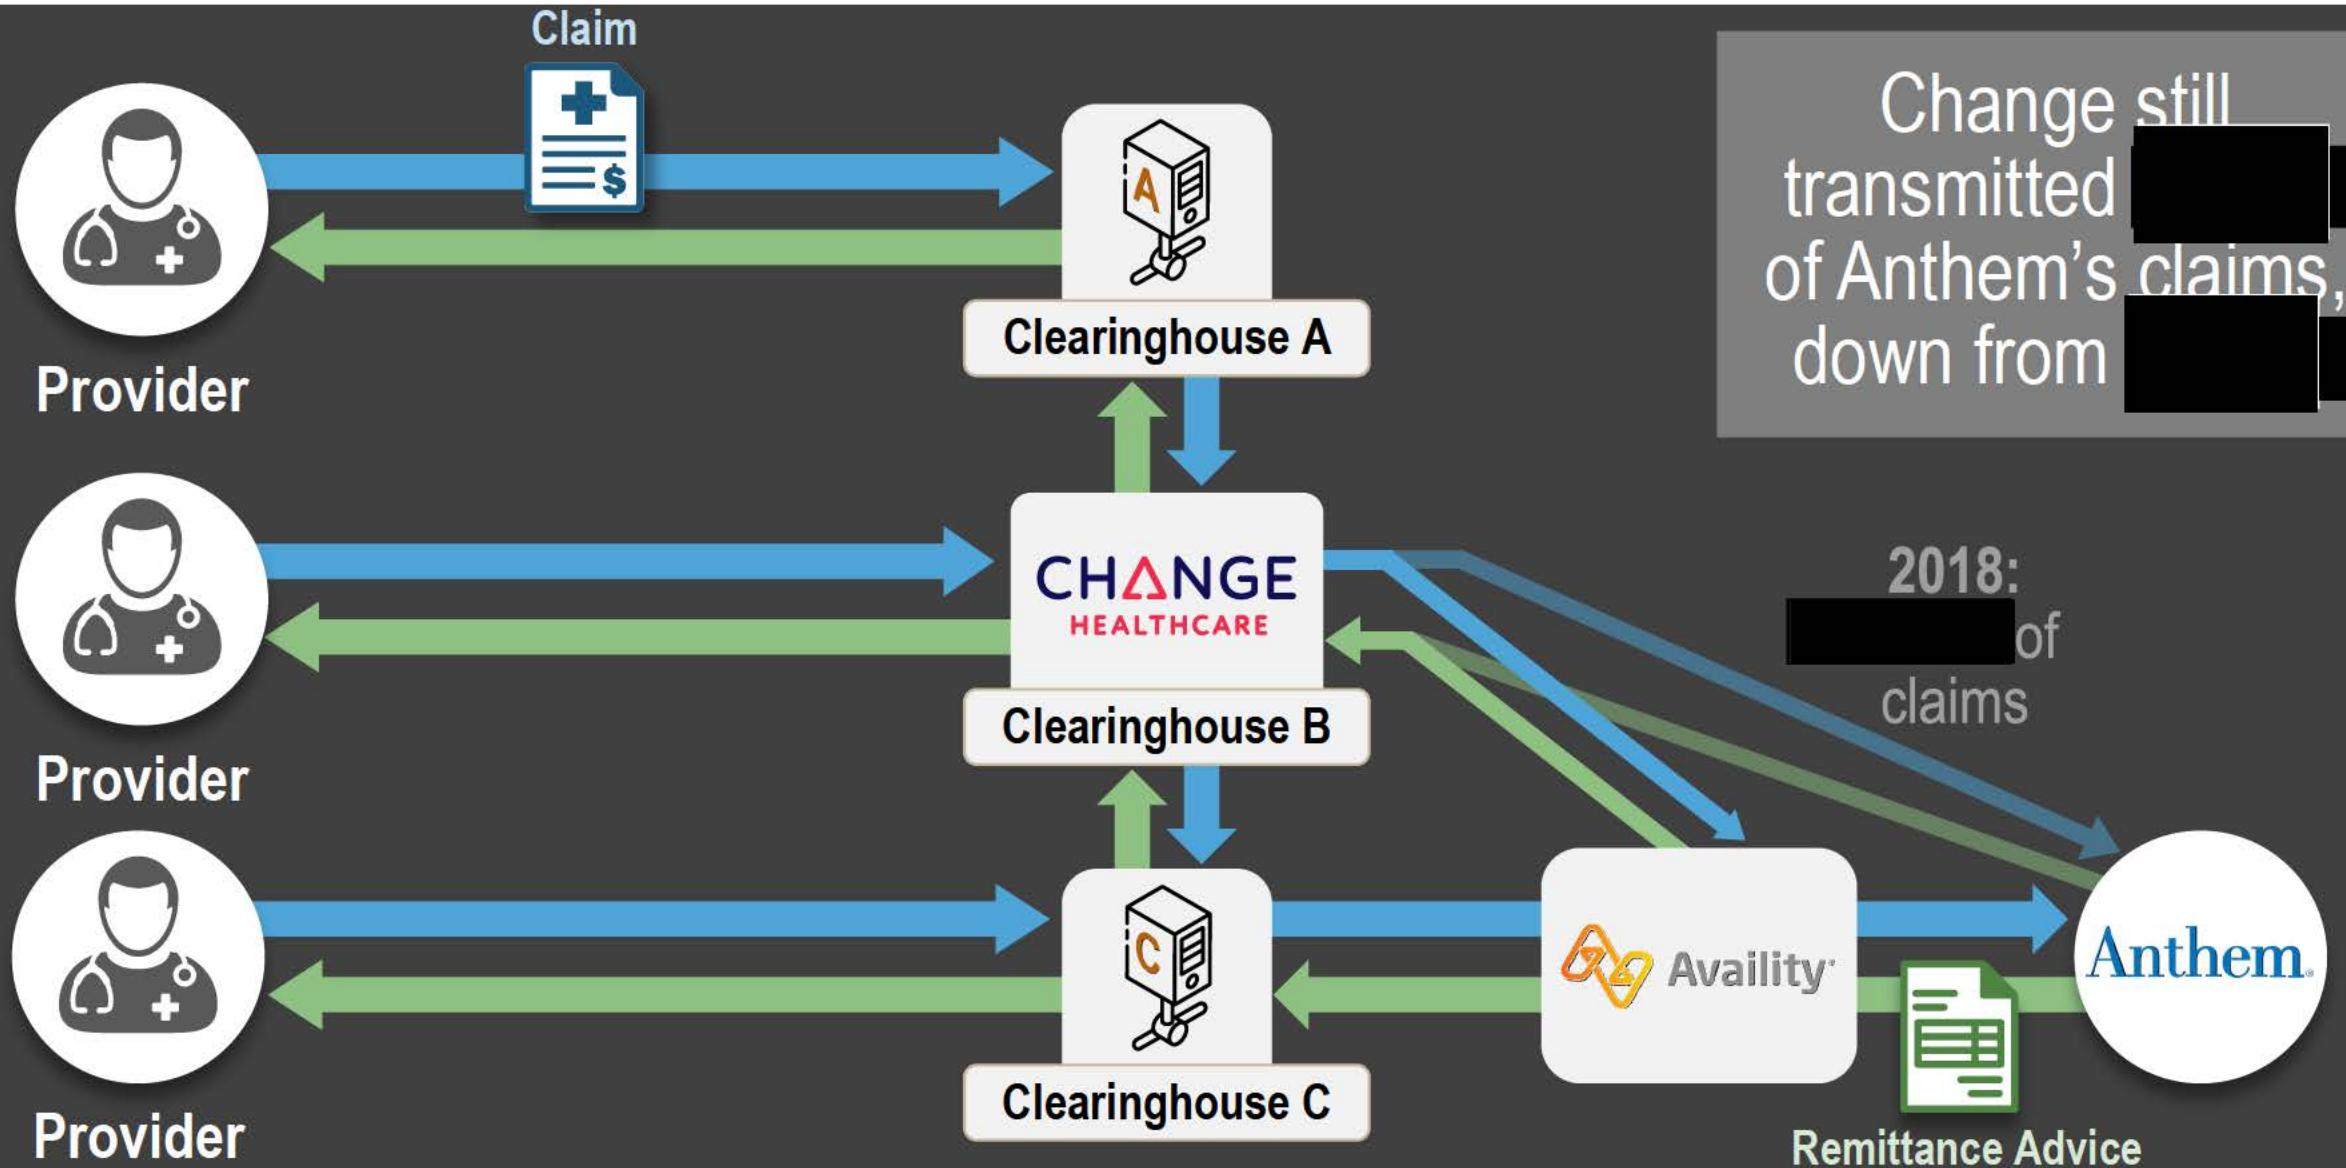 Claim
$
A
Change still
transmitted
of Anthem's claims,
down from
Clearinghouse A
Provider
CHANGE
HEALTHCARE
2018:
of
claims
Clearinghouse B
Provider
C
Availity
Anthem
Clearinghouse C
Provider
Remittance Advice